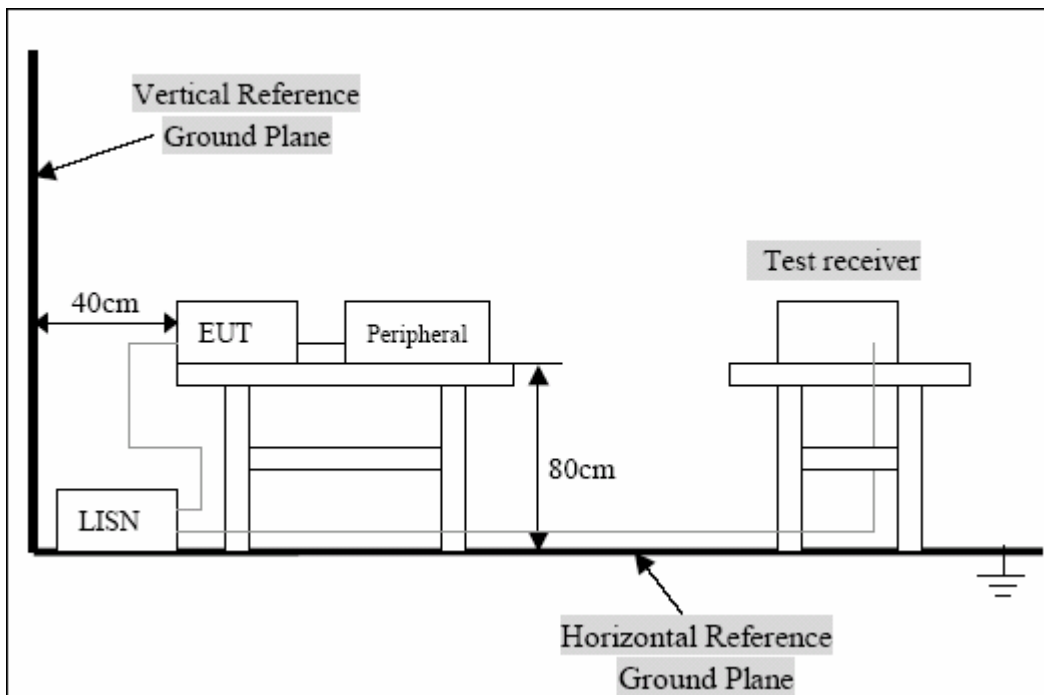 Vertical Reference
Ground Plane
Test receiver
40cm
EUT
Peripheral
80cm
LISN
Horizontal Reference
Ground Plane